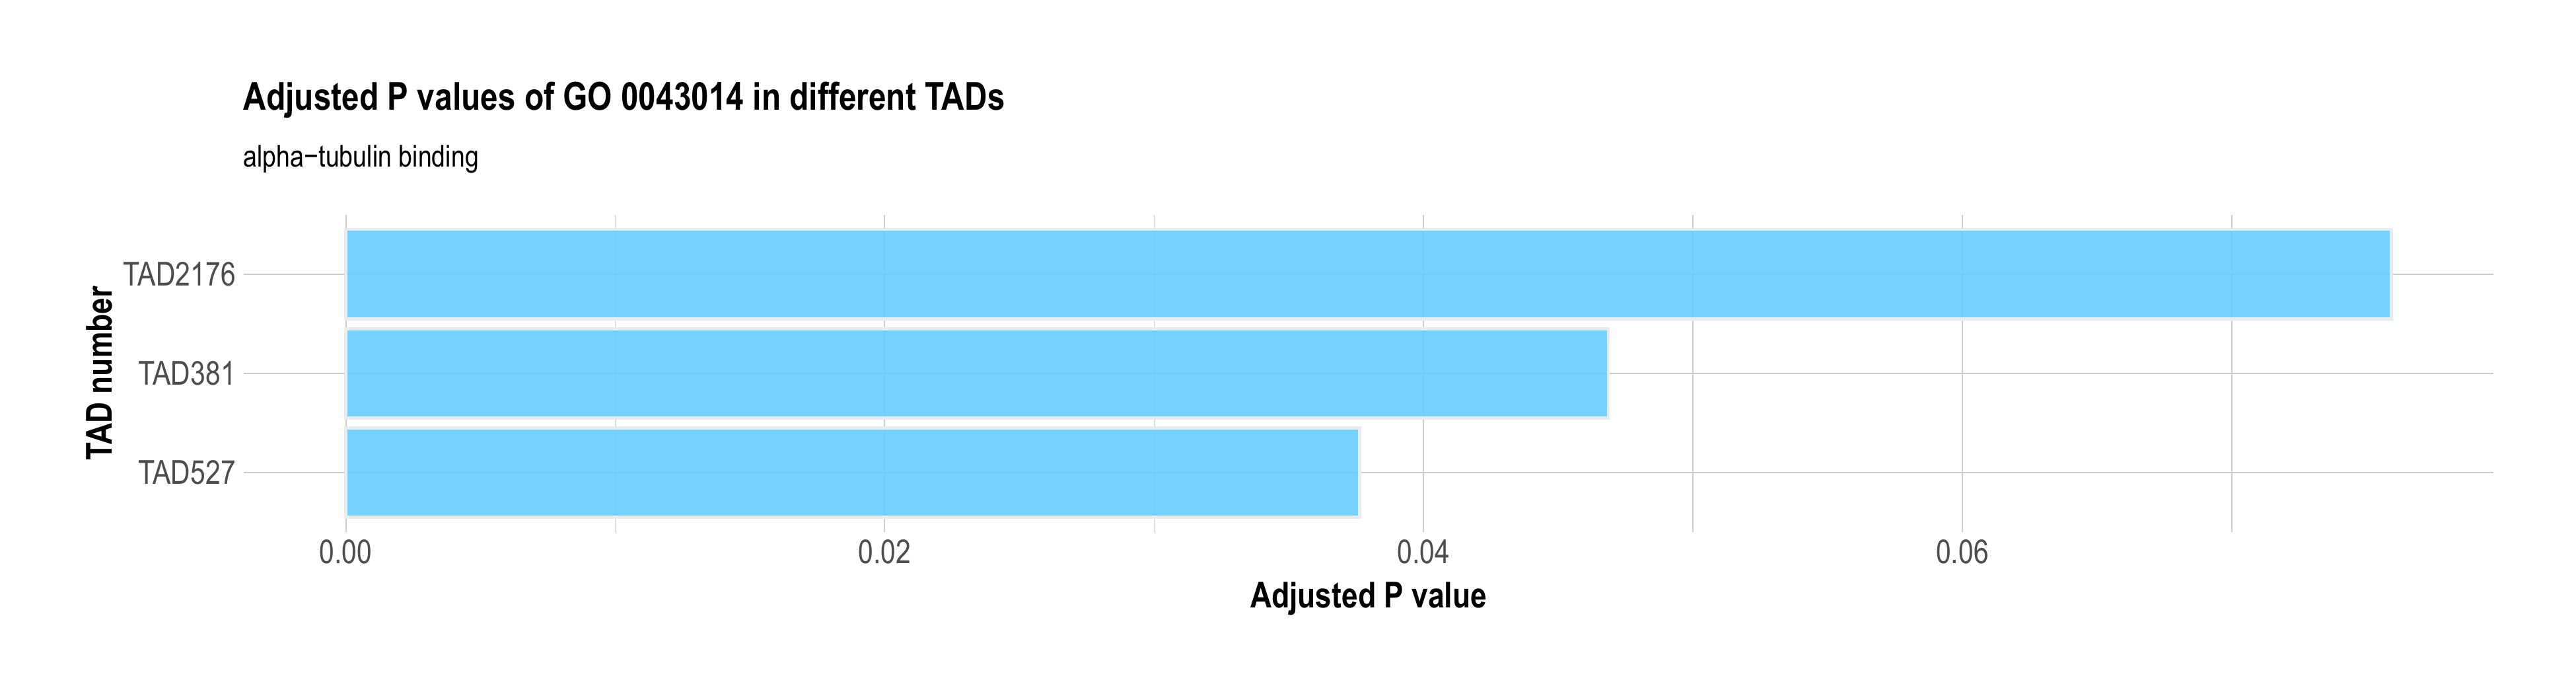 Adjusted P values of GO 0043014 in different TADs
alpha−tubulin binding
TAD number
TAD2176
TAD381
TAD527
0.00 0.02 0.04 0.06
Adjusted P value